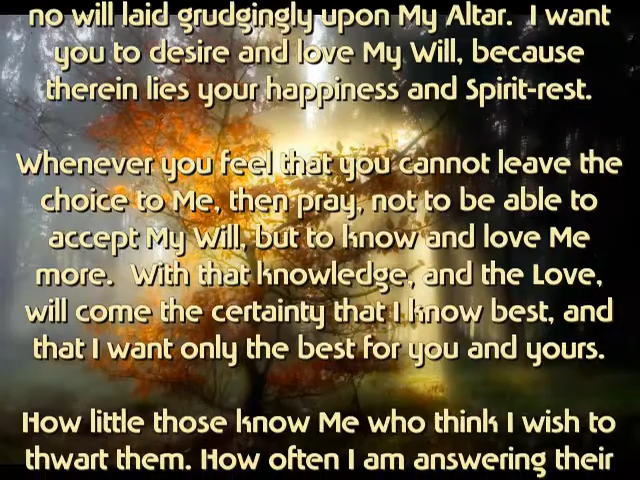 no will laid grudgingly upon My Altar.  I want
you to desire and love My Will, because
therein lies your happiness and Spirit-rest.
Whenever you feel that you cannot leave the
choice to Me, then pray, not to be able to
accept My Will, but to know and love Me
more.  With that knowledge, and the Love,
will come the certainty that I know best, and
that I want only the best for you and yours.
How little those know Me who think I wish to
thwart them. How often I am answering their